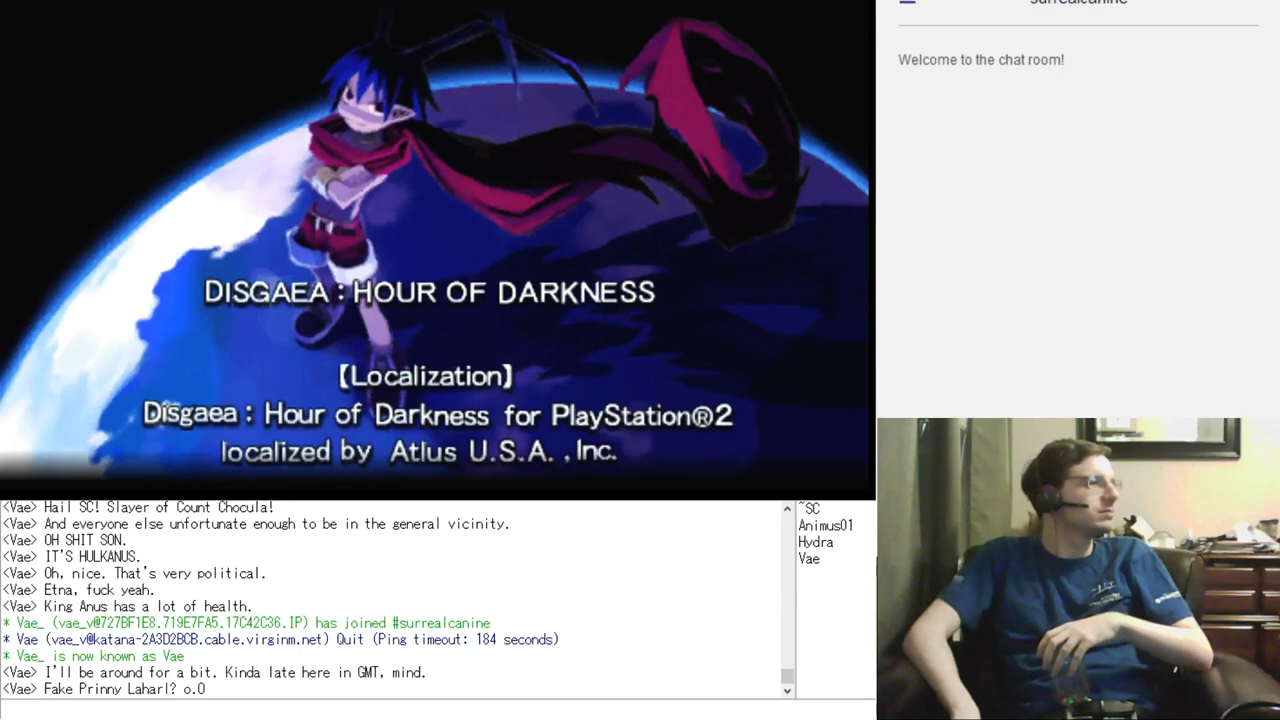 DISGAEA : HOUR OF DARKNESS
【Localization】
Disgaea : Hour of Darkness for PlayStation®2
localized by Atlus U.S.A. , Inc.
surrealcanine
Welcome to the chat room!
<Vae> Hail SC! Slayer of Count Chocula!
<Vae> And everyone else unfortunate enough to be in the general vicinity.
<Vae> OH SHIT SON.
<Vae> IT'S HULKANUS.
<Vae> Oh, nice. That's very political.
<Vae> Etna, fuck yeah.
<Vae> King Anus has a lot of health.
* Vae_ (vae_v@727BF1E8.719E7FA5.17C42C36.IP) has joined #surrealcanine
* Vae (vae_v@katana-2A3D2BCB.cable.virginm.net) Quit (Ping timeout: 184 seconds)
* Vae_ is now known as Vae
<Vae> I'll be around for a bit. Kinda late here in GMT, mind.
<Vae> Fake Prinny Laharl? o.O
~SC
Animus01
Hydra
Vae